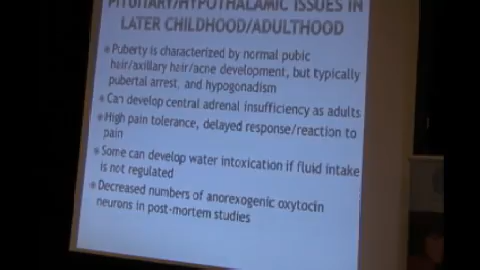 PITUITARY/HYPOTHALAMIC ISSUES IN
LATER CHILDHOOD/ADULTHOOD
Puberty is characterized by normal pubic
hair/axillary hair/acne development, but typically
pubertal arrest, and hypogonadism
Can develop central adrenal insufficiency as adults
High pain tolerance, delayed response/reaction to
pain
Some can develop water intoxication if fluid intake
is not regulated
Decreased numbers of anorexogenic oxytocin
neurons in post-mortem studies